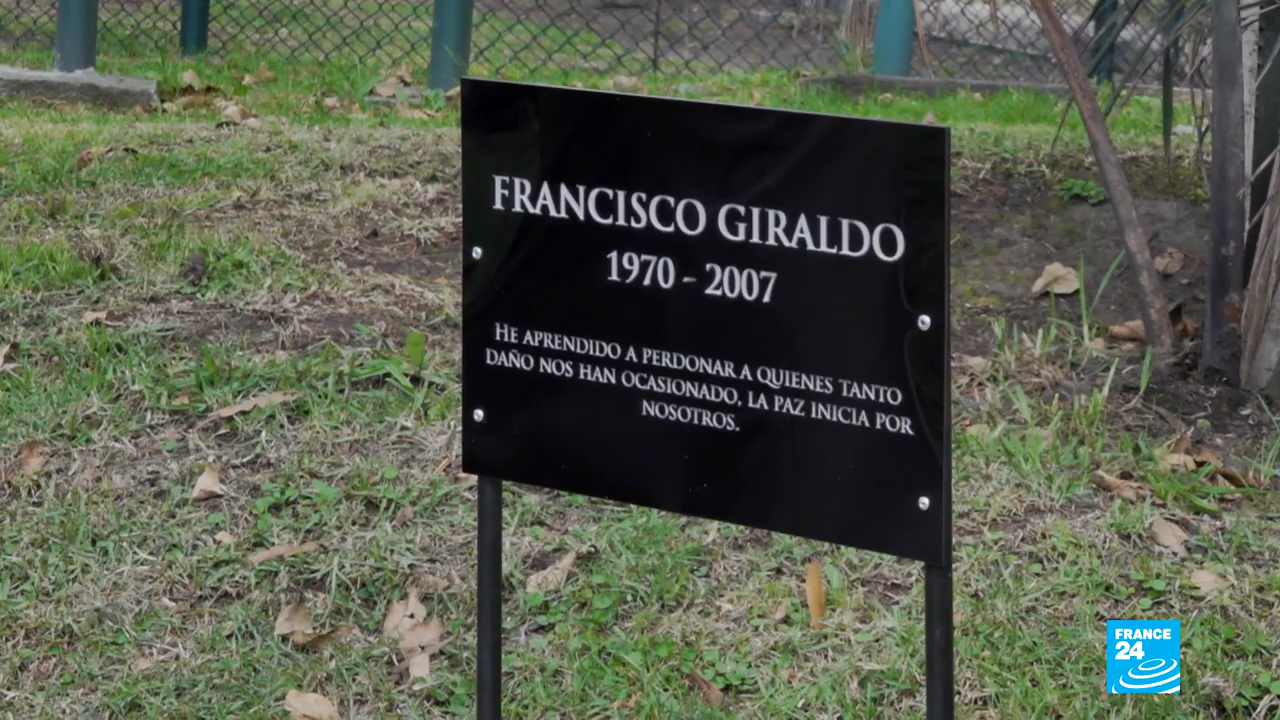 FRANCISCO GIRALDO
1970 - 2007
HE APRENDIDO A PERDONAR A QUIENES TANTO
DAÑO NOS HAN OCASIONADO, LA PAZ INICIA POR
NOSOTROS.
FRANCE
24